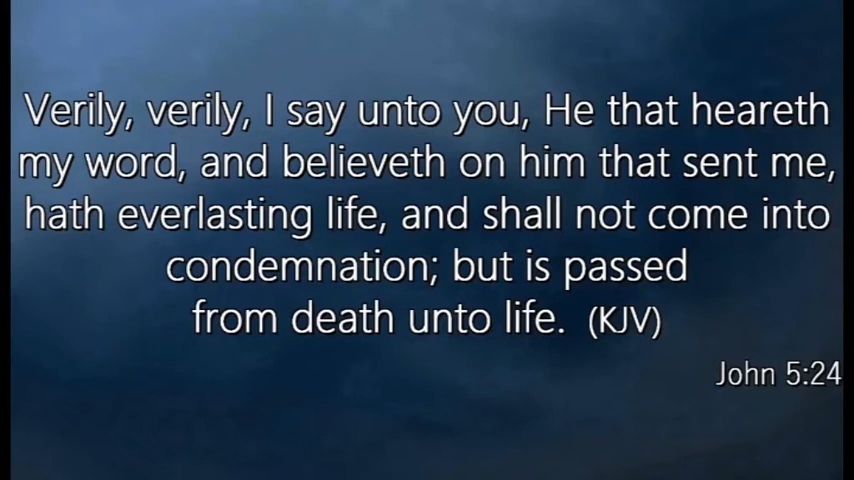 Verily, verily, I say unto you, He that heareth
my word, and believeth on him that sent me,
hath everlasting life, and shall not come into
condemnation; but is passed
from death unto life. (KJV)
John 5:24